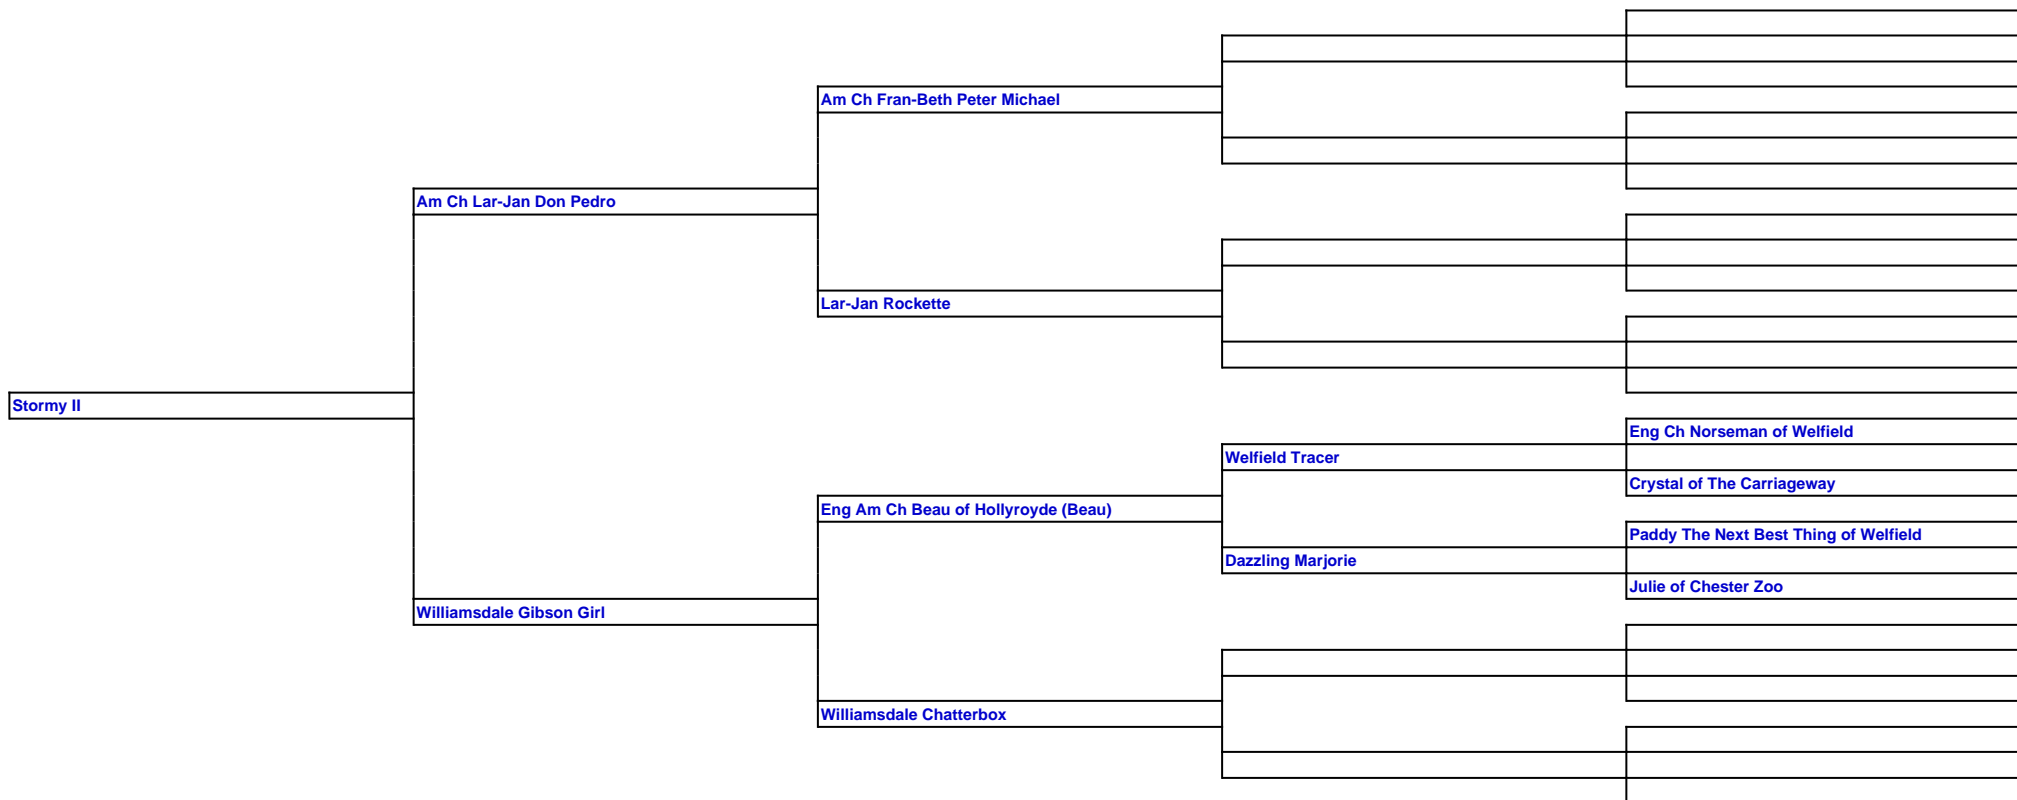 Am Ch Fran-Beth Peter Michael
Am Ch Lar-Jan Don Pedro
Lar-Jan Rockette
Stormy II
Eng Ch Norseman of Welfield
Welfield Tracer
Crystal of The Carriageway
Eng Am Ch Beau of Hollyroyde (Beau)
Paddy The Next Best Thing of Welfield
Dazzling Marjorie
Julie of Chester Zoo
Williamsdale Gibson Girl
Williamsdale Chatterbox